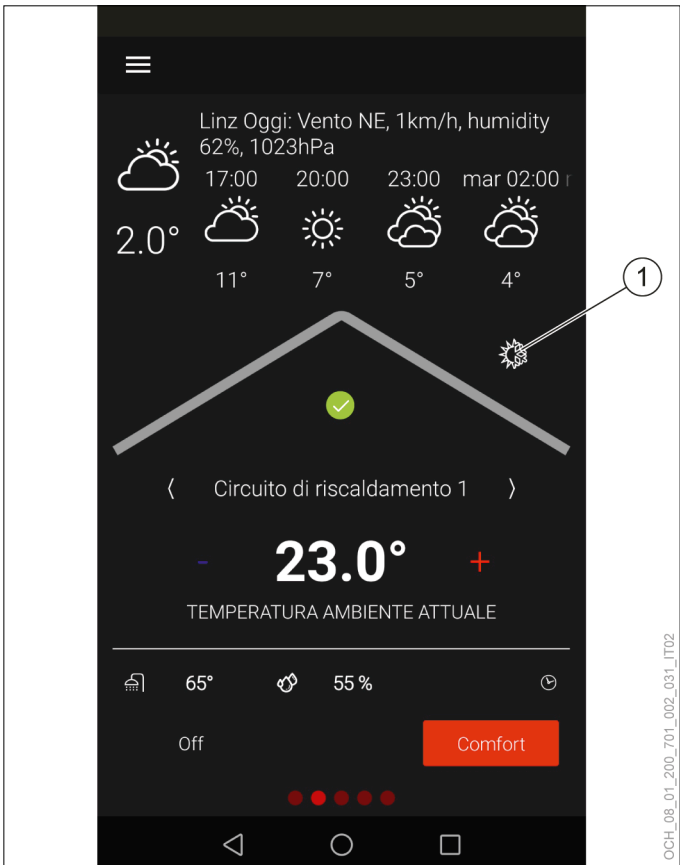 Linz Oggi: Vento NE, 1km/h, humidity
62%, 1023hPa
17:00 20:00 23:00 mar 02:00
2.0°
11° 7° 5° 4°
1
Circuito di riscaldamento 1
- 23.0° +
TEMPERATURA AMBIENTE ATTUALE
65° 55 %
Off Comfort
OCH_08_01_200_701_002_031_IT02